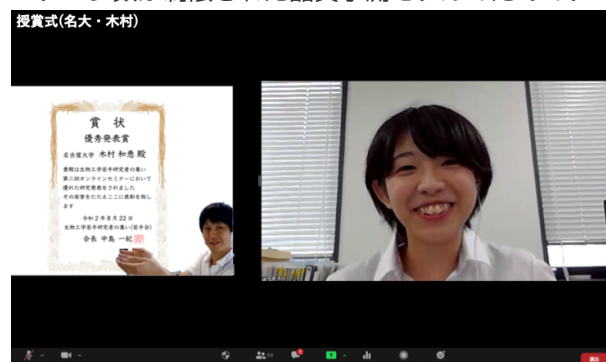 授賞式(名大・木村)
賞 状
優秀発表賞
名古屋大学 木村 和恵 殿
貴殿は生物工学若手研究者の集い
第二回オンラインセミナーにおいて
優れた研究発表をされました
その栄誉をたたえここに表彰を致し
ます
令和2年8月22日
生物工学若手研究者の集い(若手会)
会長 中島 一紀
退出